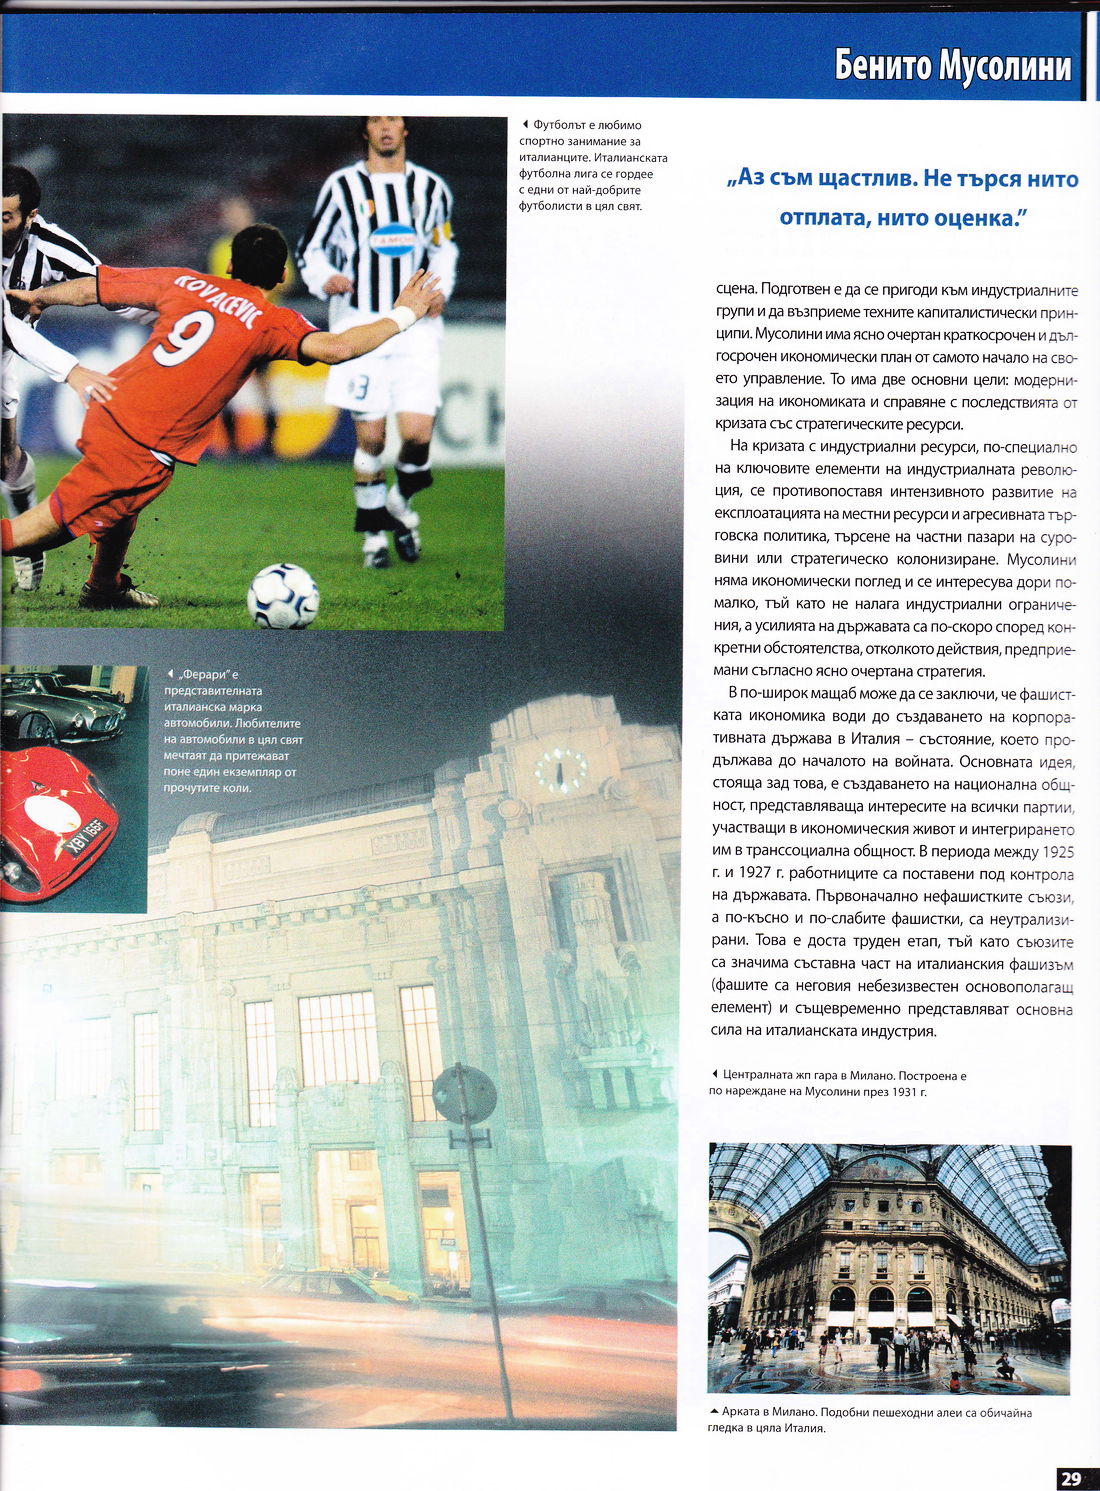 Бенито Мусолини
Футболът е любимо
спортно занимание за
италианците. Италианската
футболна лига се гордее
с едни от най-добрите
футболисти в цял свят.
„Аз съм щастлив. Не търся нито
отплата, нито оценка.”
KOVACEVIC
9
TAMOIL
3
„Ферари” е
представителната
италианска марка
автомобили. Любителите
на автомобили в цял свят
мечтаят да притежават
поне един екземпляр от
прочутите коли.
XBY 166F
сцена. Подготвен е да се пригоди към индустриалните
групи и да възприеме техните капиталистически прин-
ципи. Мусолини има ясно очертан краткосрочен и дъл-
госрочен икономически план от самото начало на сво-
ето управление. То има две основни цели: модерни-
зация на икономиката и справяне с последствията от
кризата със стратегическите ресурси.
На кризата с индустриални ресурси, по-специално
на ключовите елементи на индустриалната револю-
ция, се противопоставя интензивното развитие на
експлоатацията на местни ресурси и агресивната тър-
говска политика, търсене на частни пазари на суро-
вини или стратегическо колонизиране. Мусолини
няма икономически поглед и се интересува дори по-
малко, тъй като не налага индустриални ограниче-
ния, а усилията на държавата са по-скоро според кон-
кретни обстоятелства, отколкото действия, предприе-
мани съгласно ясно очертана стратегия.
В по-широк мащаб може да се заключи, че фашист-
ката икономика води до създаването на корпора-
тивната държава в Италия – състояние, което про-
дължава до началото на войната. Основната идея,
стояща зад това, е създаването на национална общ-
ност, представляваща интересите на всички партии,
участващи в икономическия живот и интегрирането
им в транссоциална общност. В периода между 1925
г. и 1927 г. работниците са поставени под контрола
на държавата. Първоначално нефашистките съюзи,
а по-късно и по-слабите фашистки, са неутрализи-
рани. Това е доста труден етап, тъй като съюзите
са значима съставна част на италианския фашизъм
(фашите са неговия небезизвестен основополагащ
елемент) и същевременно представляват основна
сила на италианската индустрия.
Централната жп гара в Милано. Построена е
по нареждане на Мусолини през 1931 г.
Арката в Милано. Подобни пешеходни алеи са обичайна
гледка в цяла Италия.
29